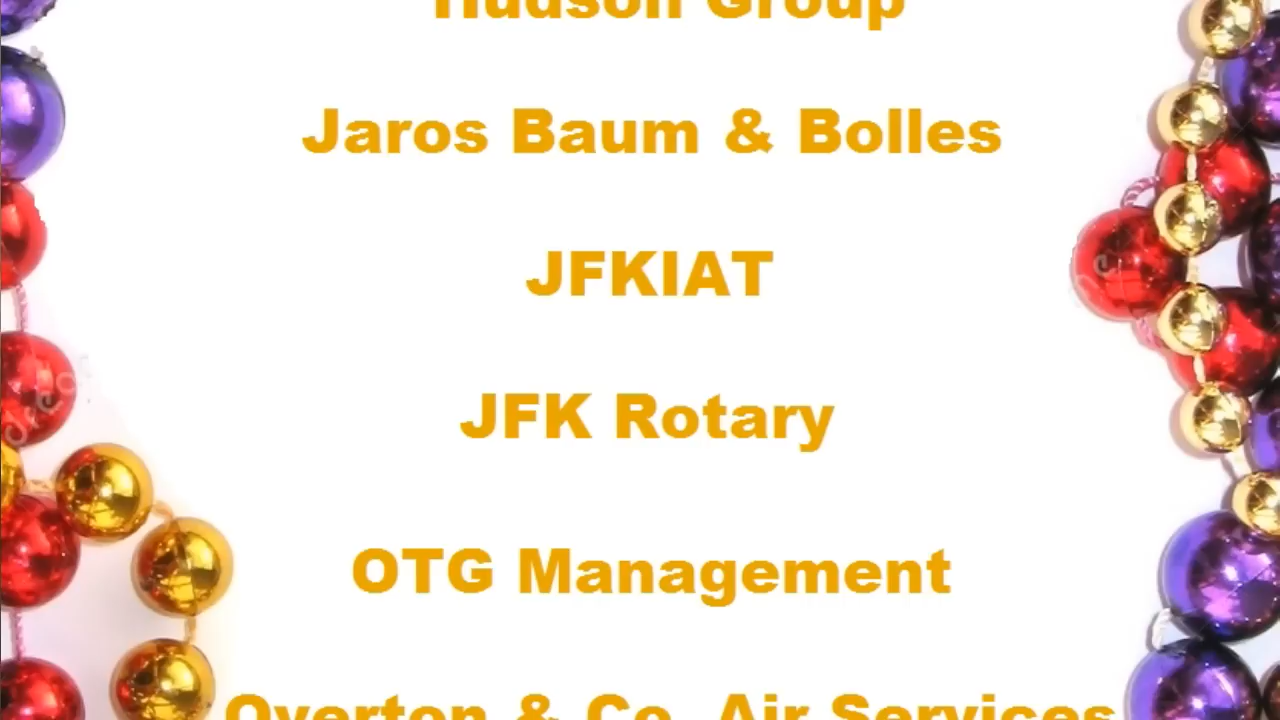 Hudson Group
Jaros Baum & Bolles
JFKIAT
JFK Rotary
OTG Management
Overton & Co. Air Services